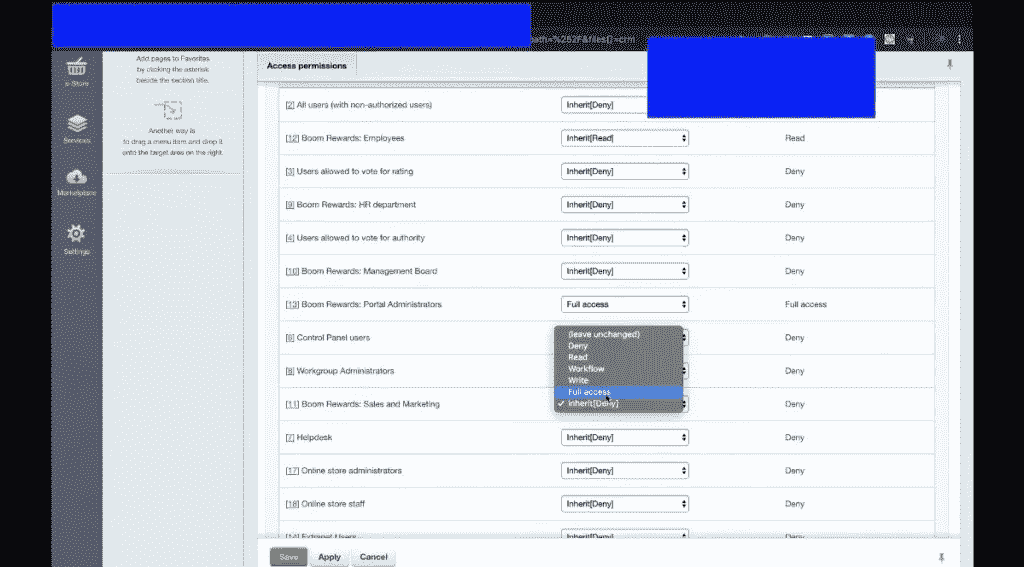 path=%252F&files[]=crm
e-Store
Services
Marketplace
Settings
Add pages to Favorites
by clicking the asterisk
beside the section title.
Another way is
to drag a menu item and drop it
onto the target area on the right.
Access permissions
[2] All users (with non-authorized users) Inherit[Deny]
[12] Boom Rewards: Employees Inherit[Read] Read
[3] Users allowed to vote for rating Inherit[Deny] Deny
[9] Boom Rewards: HR department Inherit[Deny] Deny
[4] Users allowed to vote for authority Inherit[Deny] Deny
[10] Boom Rewards: Management Board Inherit[Deny] Deny
[13] Boom Rewards: Portal Administrators Full access Full access
[6] Control Panel users Deny
(leave unchanged)
Deny
Read
Workflow
Write
Full access
✓ Inherit[Deny]
[8] Workgroup Administrators Deny
[11] Boom Rewards: Sales and Marketing Deny
[7] Helpdesk Inherit[Deny] Deny
[17] Online store administrators Inherit[Deny] Deny
[18] Online store staff Inherit[Deny] Deny
[14] Extranet Users Inherit[Deny] Deny
Save Apply Cancel